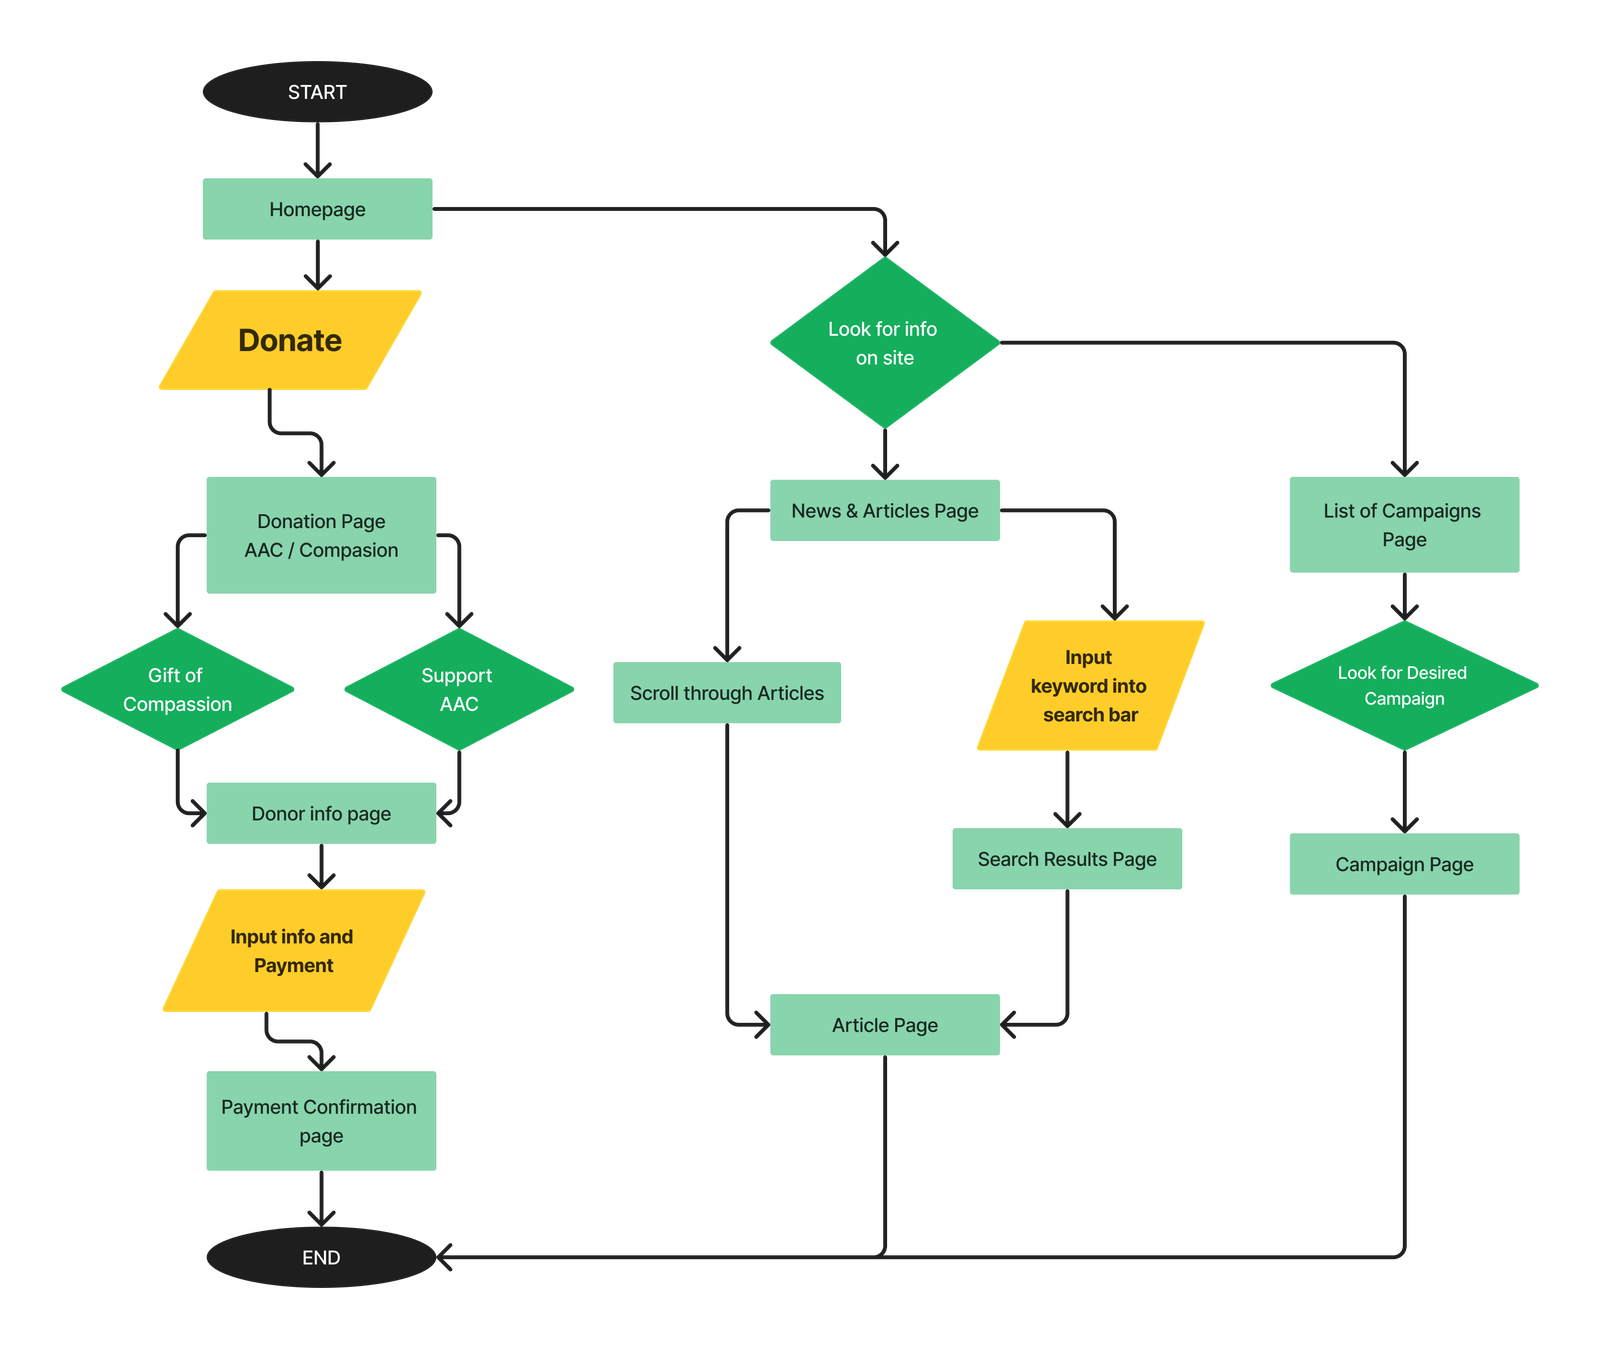 START
Homepage
Donate
Look for info
on site
Donation Page
AAC / Compasion
News & Articles Page
List of Campaigns
Page
Gift of
Compassion
Support
AAC
Scroll through Articles
Input
keyword into
search bar
Look for Desired
Campaign
Donor info page
Search Results Page
Campaign Page
Input info and
Payment
Article Page
Payment Confirmation
page
END